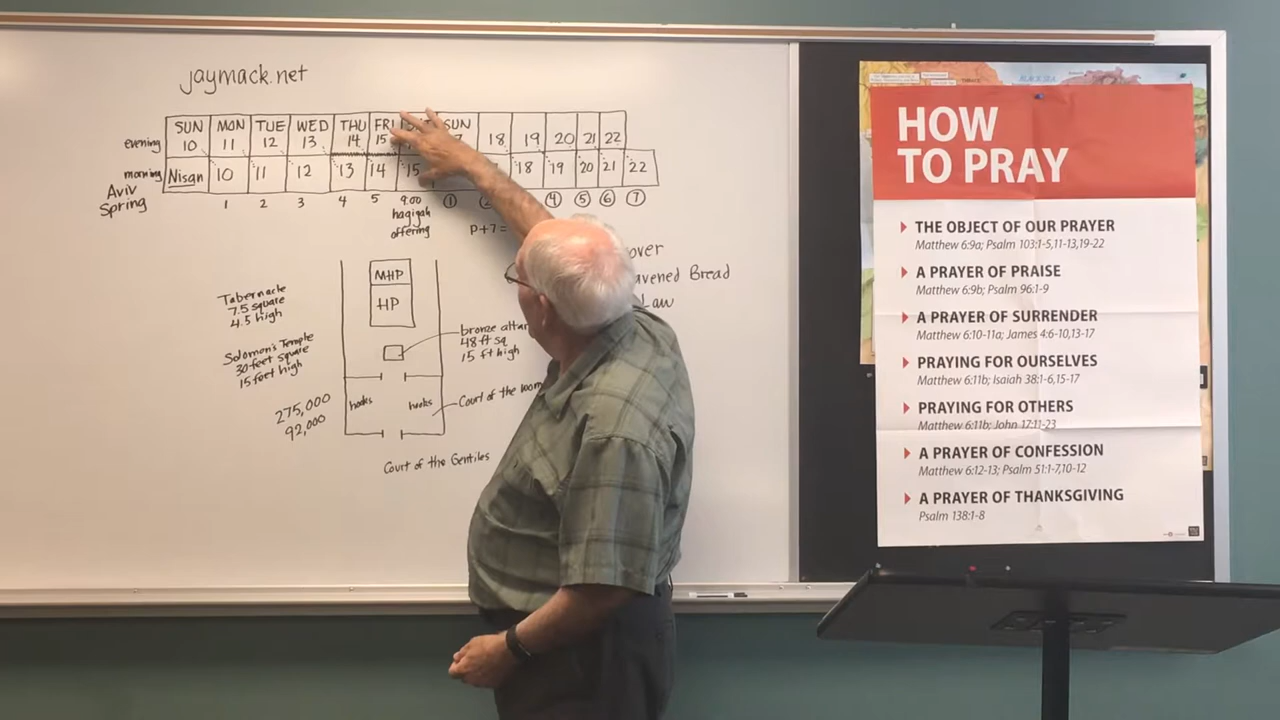 jaymack.net
SUN MON TUE WED THU FRI SUN
evening 10 11 12 13 14 15 18 19 20 21 22
morning Nisan 10 11 12 13 14 15 18 19 20 21 22
Aviv
Spring
1 2 3 4 5 9:00 ① ④ ⑤ ⑥ ⑦
hagigah
offering
P+7=
MHP
HP
Tabernacle
7.5 square
4.5 high
Solomon's Temple
30 feet square
15 feet high
275,000
92,000
bronze altar
48 ft sq
15 ft high
hooks hooks
Court of the
Court of the Gentiles
Bread
Law
HOW
TO PRAY
THE OBJECT OF OUR PRAYER
Matthew 6:9a; Psalm 103:1-5,11-13,19-22
A PRAYER OF PRAISE
Matthew 6:9b; Psalm 96:1-9
A PRAYER OF SURRENDER
Matthew 6:10-11a; James 4:6-10,13-17
PRAYING FOR OURSELVES
Matthew 6:11b; Isaiah 38:1-6,15-17
PRAYING FOR OTHERS
Matthew 6:11b; John 17:11-23
A PRAYER OF CONFESSION
Matthew 6:12-13; Psalm 51:1-7,10-12
A PRAYER OF THANKSGIVING
Psalm 138:1-8